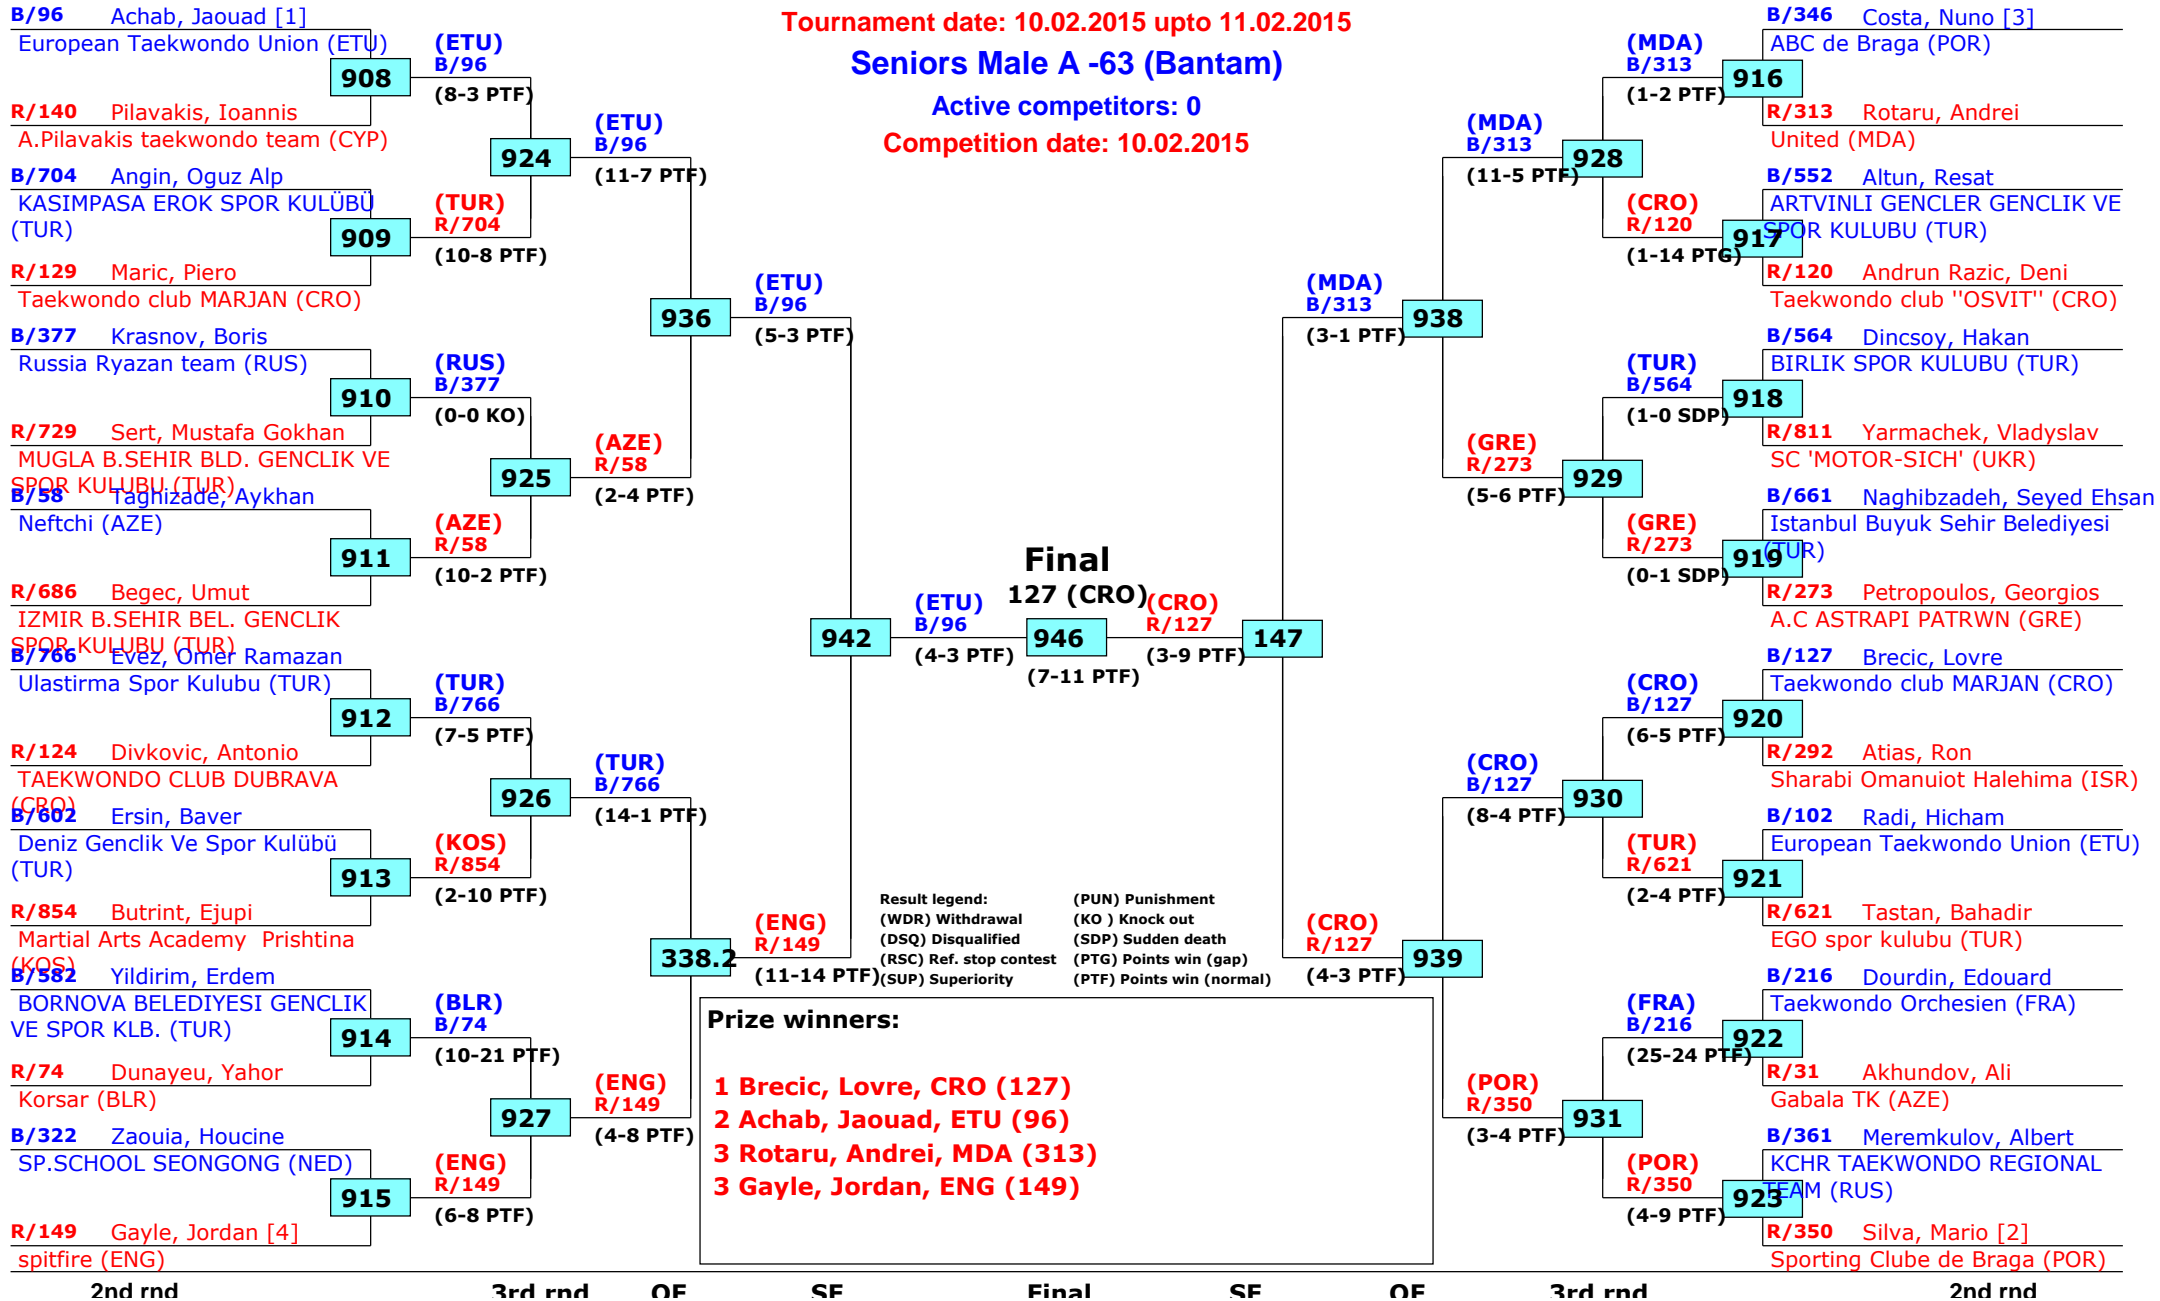 Tournament date: 10.02.2015 upto 11.02.2015
Seniors Male A -63 (Bantam)
Active competitors: 0
Competition date: 10.02.2015
B/96 Achab, Jaouad [1]
European Taekwondo Union (ETU)
908
R/140 Pilavakis, Ioannis
A.Pilavakis taekwondo team (CYP)
B/704 Angin, Oguz Alp
KASIMPASA EROK SPOR KULÜBÜ
(TUR)
909
R/129 Maric, Piero
Taekwondo club MARJAN (CRO)
B/377 Krasnov, Boris
Russia Ryazan team (RUS)
910
R/729 Sert, Mustafa Gokhan
MUGLA B.SEHIR BLD. GENCLIK VE
SPOR KULUBU (TUR)
B/58 Taghizade, Aykhan
Neftchi (AZE)
911
R/686 Begec, Umut
IZMIR B.SEHIR BEL. GENCLIK
SPOR KULUBU (TUR)
B/766 Evez, Omer Ramazan
Ulastirma Spor Kulubu (TUR)
912
R/124 Divkovic, Antonio
TAEKWONDO CLUB DUBRAVA
(CRO)
B/602 Ersin, Baver
Deniz Genclik Ve Spor Kulübü
(TUR)
913
R/854 Butrint, Ejupi
Martial Arts Academy  Prishtina
(KOS)
B/582 Yildirim, Erdem
BORNOVA BELEDIYESI GENCLIK
VE SPOR KLB. (TUR)
914
R/74 Dunayeu, Yahor
Korsar (BLR)
B/322 Zaouia, Houcine
SP.SCHOOL SEONGONG (NED)
915
R/149 Gayle, Jordan [4]
spitfire (ENG)
(ETU)
B/96
(8-3 PTF)
924
(TUR)
R/704
(10-8 PTF)
(RUS)
B/377
(0-0 KO)
925
(AZE)
R/58
(10-2 PTF)
(TUR)
B/766
(7-5 PTF)
926
(KOS)
R/854
(2-10 PTF)
(BLR)
B/74
(10-21 PTF)
927
(ENG)
R/149
(6-8 PTF)
(ETU)
B/96
(11-7 PTF)
936
(AZE)
R/58
(2-4 PTF)
(TUR)
B/766
(14-1 PTF)
338.2
(ENG)
R/149
(4-8 PTF)
(ETU)
B/96
(5-3 PTF)
942
(ENG)
R/149
(11-14 PTF)
(ETU)
B/96
(4-3 PTF)
Final
127 (CRO)
946
(7-11 PTF)
(CRO)
R/127
(3-9 PTF)
147
(MDA)
B/313
(3-1 PTF)
938
(CRO)
R/127
(4-3 PTF)
939
(MDA)
B/313
(11-5 PTF)
928
(GRE)
R/273
(5-6 PTF)
929
(CRO)
B/127
(8-4 PTF)
930
(POR)
R/350
(3-4 PTF)
931
(MDA)
B/313
(1-2 PTF)
(CRO)
R/120
(1-14 PTG)
(TUR)
B/564
(1-0 SDP)
(GRE)
R/273
(0-1 SDP)
(CRO)
B/127
(6-5 PTF)
(TUR)
R/621
(2-4 PTF)
(FRA)
B/216
(25-24 PTF)
(POR)
R/350
(4-9 PTF)
B/346 Costa, Nuno [3]
ABC de Braga (POR)
916
R/313 Rotaru, Andrei
United (MDA)
B/552 Altun, Resat
ARTVINLI GENCLER GENCLIK VE
SPOR KULUBU (TUR)
917
R/120 Andrun Razic, Deni
Taekwondo club "OSVIT" (CRO)
B/564 Dincsoy, Hakan
BIRLIK SPOR KULUBU (TUR)
918
R/811 Yarmachek, Vladyslav
SC 'MOTOR-SICH' (UKR)
B/661 Naghibzadeh, Seyed Ehsan
Istanbul Buyuk Sehir Belediyesi
(TUR)
919
R/273 Petropoulos, Georgios
A.C ASTRAPI PATRWN (GRE)
B/127 Brecic, Lovre
Taekwondo club MARJAN (CRO)
920
R/292 Atias, Ron
Sharabi Omanuiot Halehima (ISR)
B/102 Radi, Hicham
European Taekwondo Union (ETU)
921
R/621 Tastan, Bahadir
EGO spor kulubu (TUR)
B/216 Dourdin, Edouard
Taekwondo Orchesien (FRA)
922
R/31 Akhundov, Ali
Gabala TK (AZE)
B/361 Meremkulov, Albert
KCHR TAEKWONDO REGIONAL
TEAM (RUS)
923
R/350 Silva, Mario [2]
Sporting Clube de Braga (POR)
Result legend:
(WDR) Withdrawal
(DSQ) Disqualified
(RSC) Ref. stop contest
(SUP) Superiority
(PUN) Punishment
(KO ) Knock out
(SDP) Sudden death
(PTG) Points win (gap)
(PTF) Points win (normal)
Prize winners:
1 Brecic, Lovre, CRO (127)
2 Achab, Jaouad, ETU (96)
3 Rotaru, Andrei, MDA (313)
3 Gayle, Jordan, ENG (149)
2nd rnd 3rd rnd QF SF Final SF QF 3rd rnd 2nd rnd